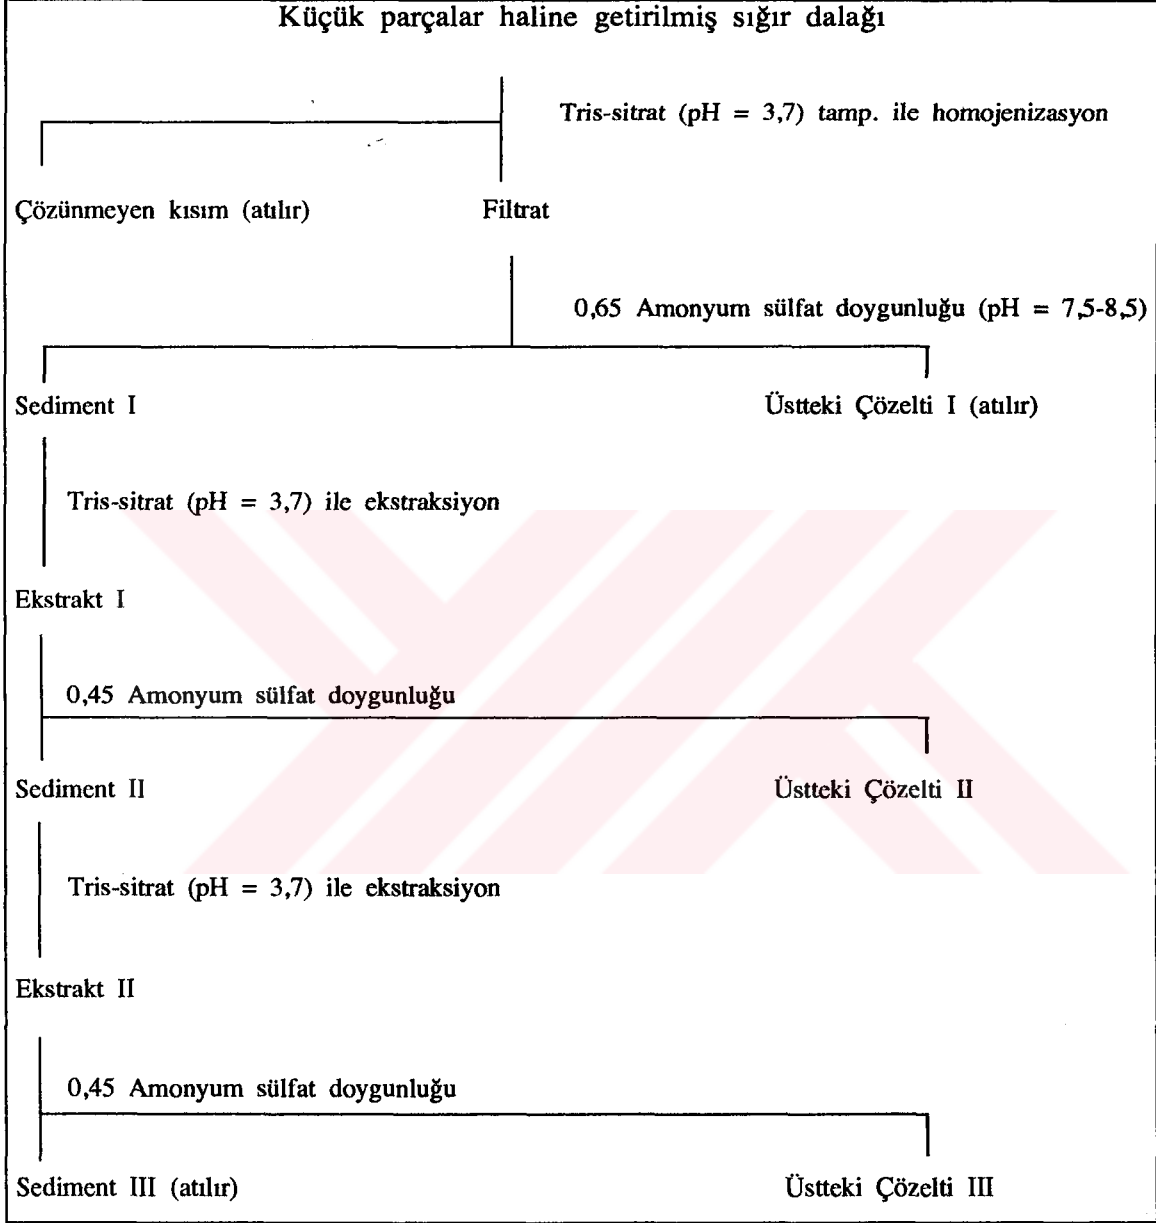 Küçük parçalar haline getirilmiş sığır dalağı
Tris-sitrat (pH = 3,7) tamp. ile homojenizasyon
Çözünmeyen kısım (atılır)
Filtrat
0,65 Amonyum sülfat doygunluğu (pH = 7,5-8,5)
Sediment I
Üstteki Çözelti I (atılır)
Tris-sitrat (pH = 3,7) ile ekstraksiyon
Ekstrakt I
0,45 Amonyum sülfat doygunluğu
Sediment II
Üstteki Çözelti II
Tris-sitrat (pH = 3,7) ile ekstraksiyon
Ekstrakt II
0,45 Amonyum sülfat doygunluğu
Sediment III (atılır)
Üstteki Çözelti III